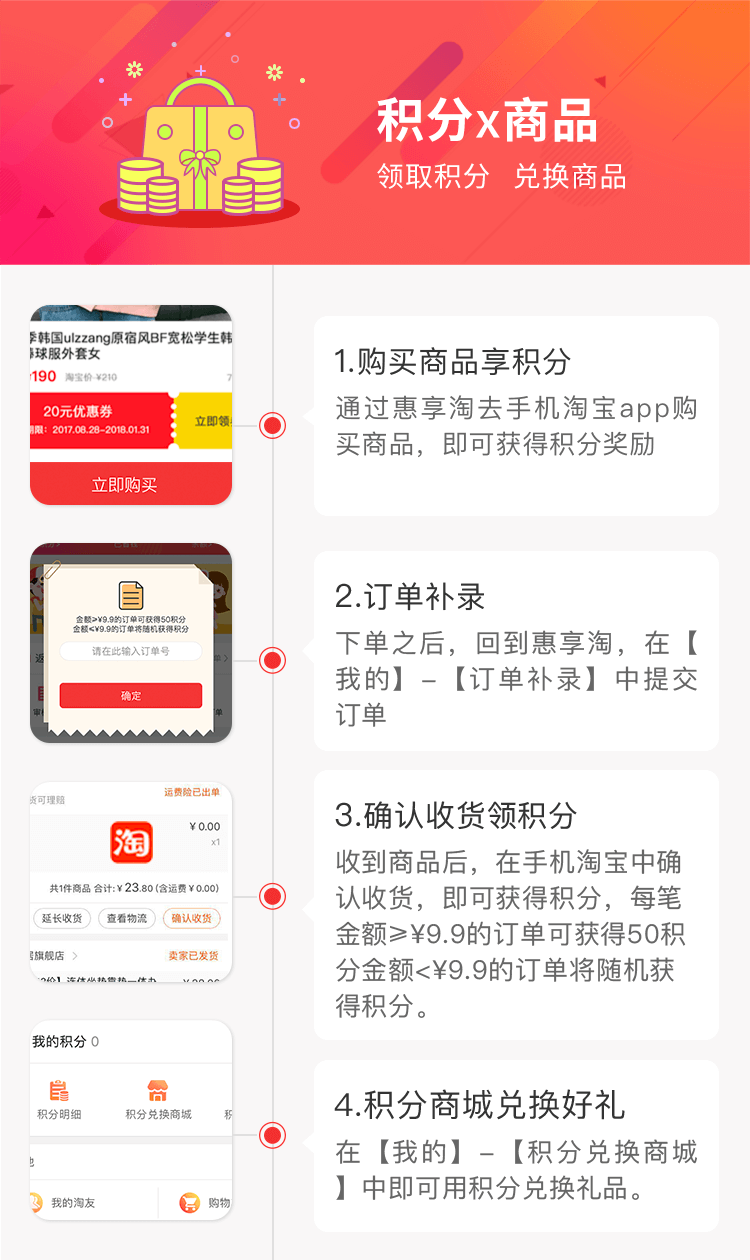 积分x商品
领取积分 兑换商品
季韩国ulzzang原宿风BF宽松学生韩
棒球服外套女
¥190 淘宝价 ¥210
20元优惠券
期限：2017.08.28-2018.01.31
立即领
立即购买
1.购买商品享积分
通过惠享淘去手机淘宝app购
买商品，即可获得积分奖励
金额≥¥9.9的订单可获得50积分
金额<¥9.9的订单将随机获得积分
请在此输入订单号
确定
2.订单补录
下单之后，回到惠享淘，在【
我的】-【订单补录】中提交
订单
运费险已出单
货可理赔
淘
¥ 0.00
x1
共1件商品 合计:¥ 23.80 (含运费¥0.00)
延长收货 查看物流 确认收货
旗舰店 >
卖家已发货
3.确认收货领积分
收到商品后，在手机淘宝中确
认收货，即可获得积分，每笔
金额≥¥9.9的订单可获得50积
分金额<¥9.9的订单将随机获
得积分。
我的积分 0
积分明细 积分兑换商城
我的淘友 购物
4.积分商城兑换好礼
在【我的】-【积分兑换商城
】中即可用积分兑换礼品。